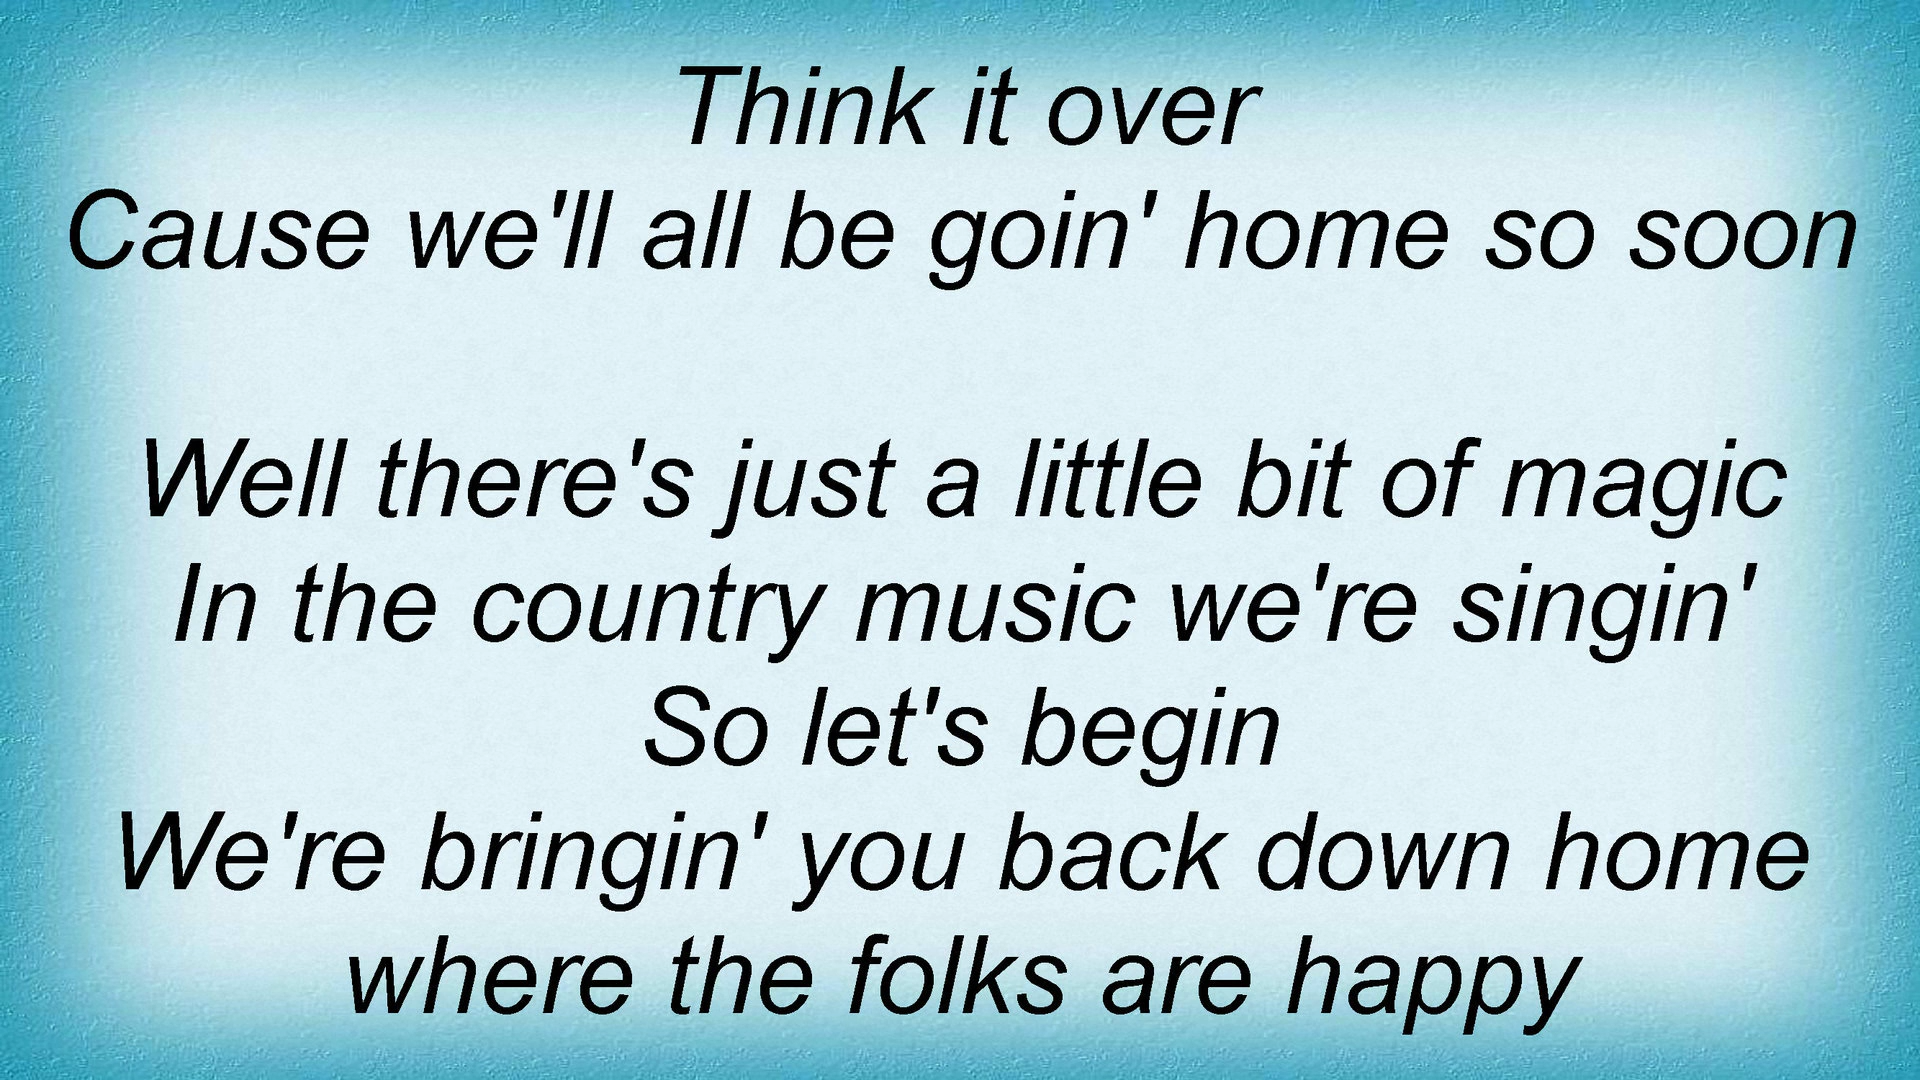 Think it over
Cause we'll all be goin' home so soon
Well there's just a little bit of magic
In the country music we're singin'
So let's begin
We're bringin' you back down home
where the folks are happy